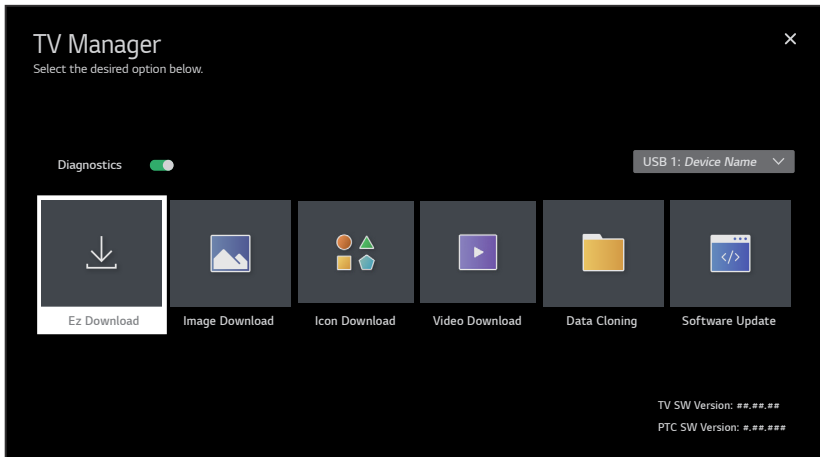 TV Manager
Select the desired option below.
Diagnostics
USB 1: Device Name
</>
Ez Download
Image Download
Icon Download
Video Download
Data Cloning
Software Update
TV SW Version: ##.##.##
PTC SW Version: #.##.###